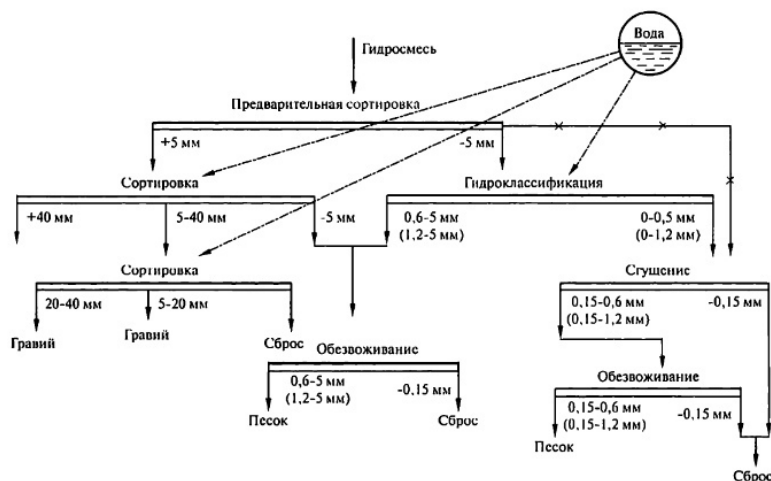 Вода
Гидросмесь
Предварительная сортировка
+5 мм
-5 мм
Сортировка
Гидроклассификация
+40 мм
5-40 мм
-5 мм
0,6-5 мм
(1,2-5 мм)
0-0,5 мм
(0-1,2 мм)
Сортировка
Сгущение
20-40 мм
5-20 мм
0,15-0,6 мм
(0,15-1,2 мм)
-0,15 мм
Гравий
Гравий
Сброс
Обезвоживание
Обезвоживание
0,6-5 мм
(1,2-5 мм)
-0,15 мм
0,15-0,6 мм
(0,15-1,2 мм)
-0,15 мм
Песок
Сброс
Песок
Сброс